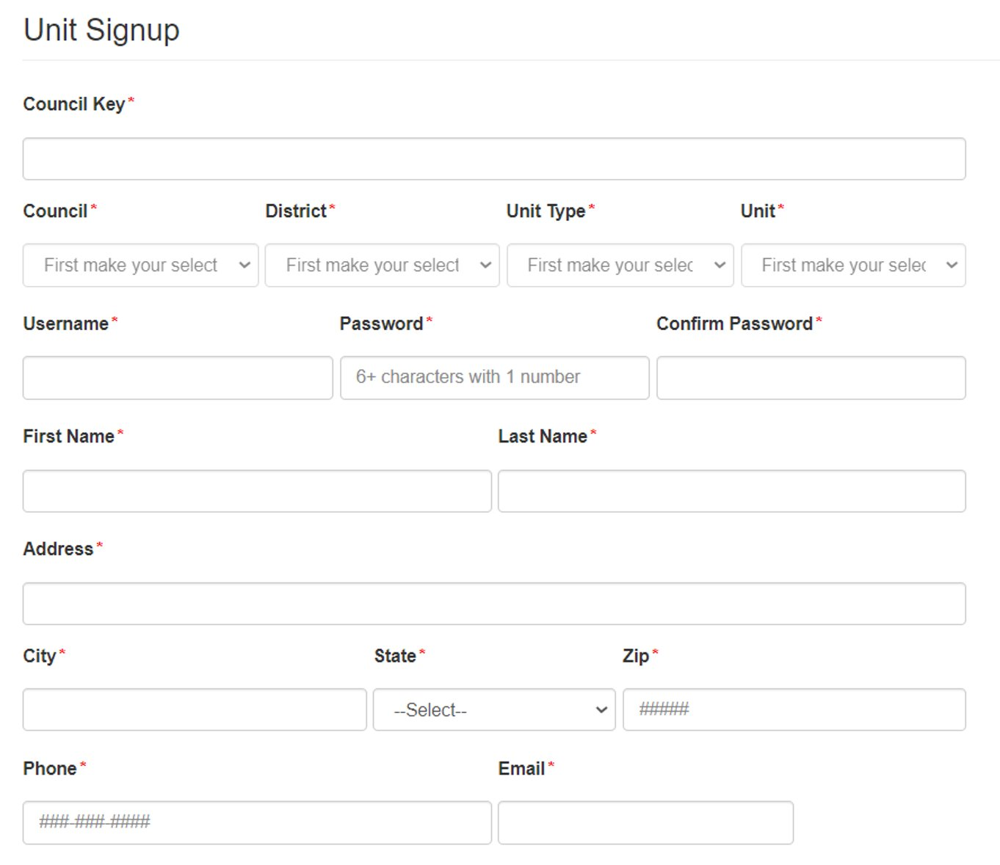 Unit Signup
Council Key*
Council* District* Unit Type* Unit*
First make your select First make your select First make your selec First make your selec
Username* Password* Confirm Password*
6+ characters with 1 number
First Name* Last Name*
Address*
City* State* Zip*
--Select-- #####
Phone* Email*
###-###-####